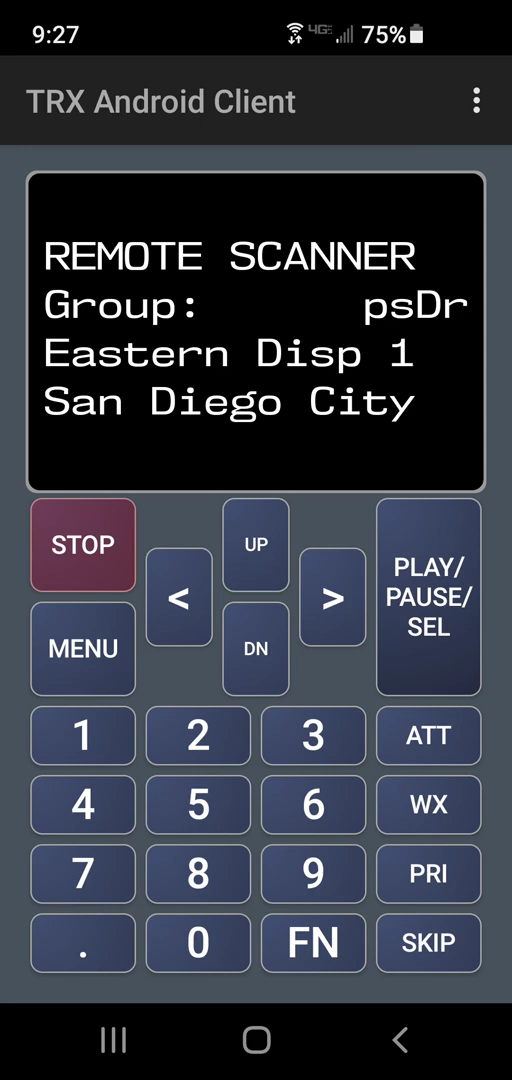 9:27 4GE 75%
TRX Android Client
REMOTE SCANNER
Group: psDr
Eastern Disp 1
San Diego City
STOP
UP
PLAY/
PAUSE/
SEL
<
>
MENU
DN
1 2 3 ATT
4 5 6 WX
7 8 9 PRI
. 0 FN SKIP